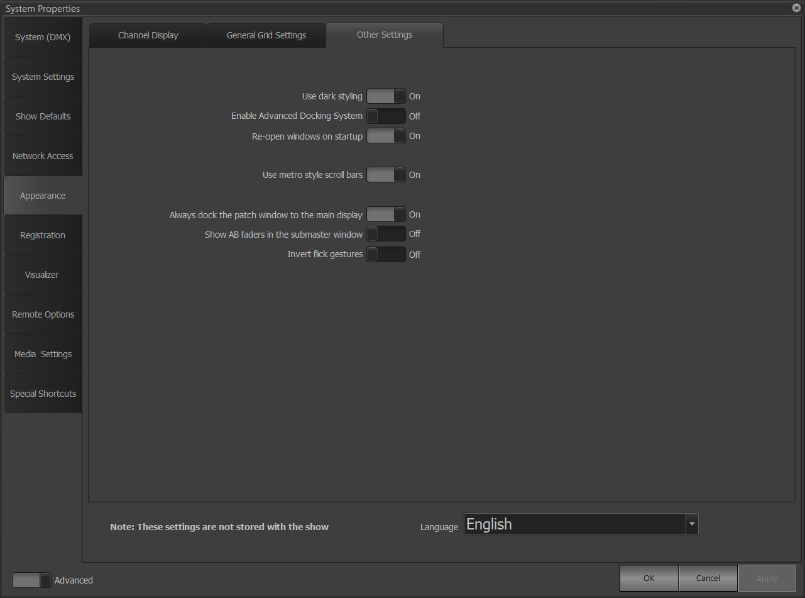 System Properties
System (DMX)
System Settings
Show Defaults
Network Access
Appearance
Registration
Visualizer
Remote Options
Media Settings
Special Shortcuts
Channel Display
General Grid Settings
Other Settings
Use dark styling On
Enable Advanced Docking System Off
Re-open windows on startup On
Use metro style scroll bars On
Always dock the patch window to the main display On
Show AB faders in the submaster window Off
Invert flick gestures Off
Note: These settings are not stored with the show
Language English
Advanced
OK
Cancel
Apply